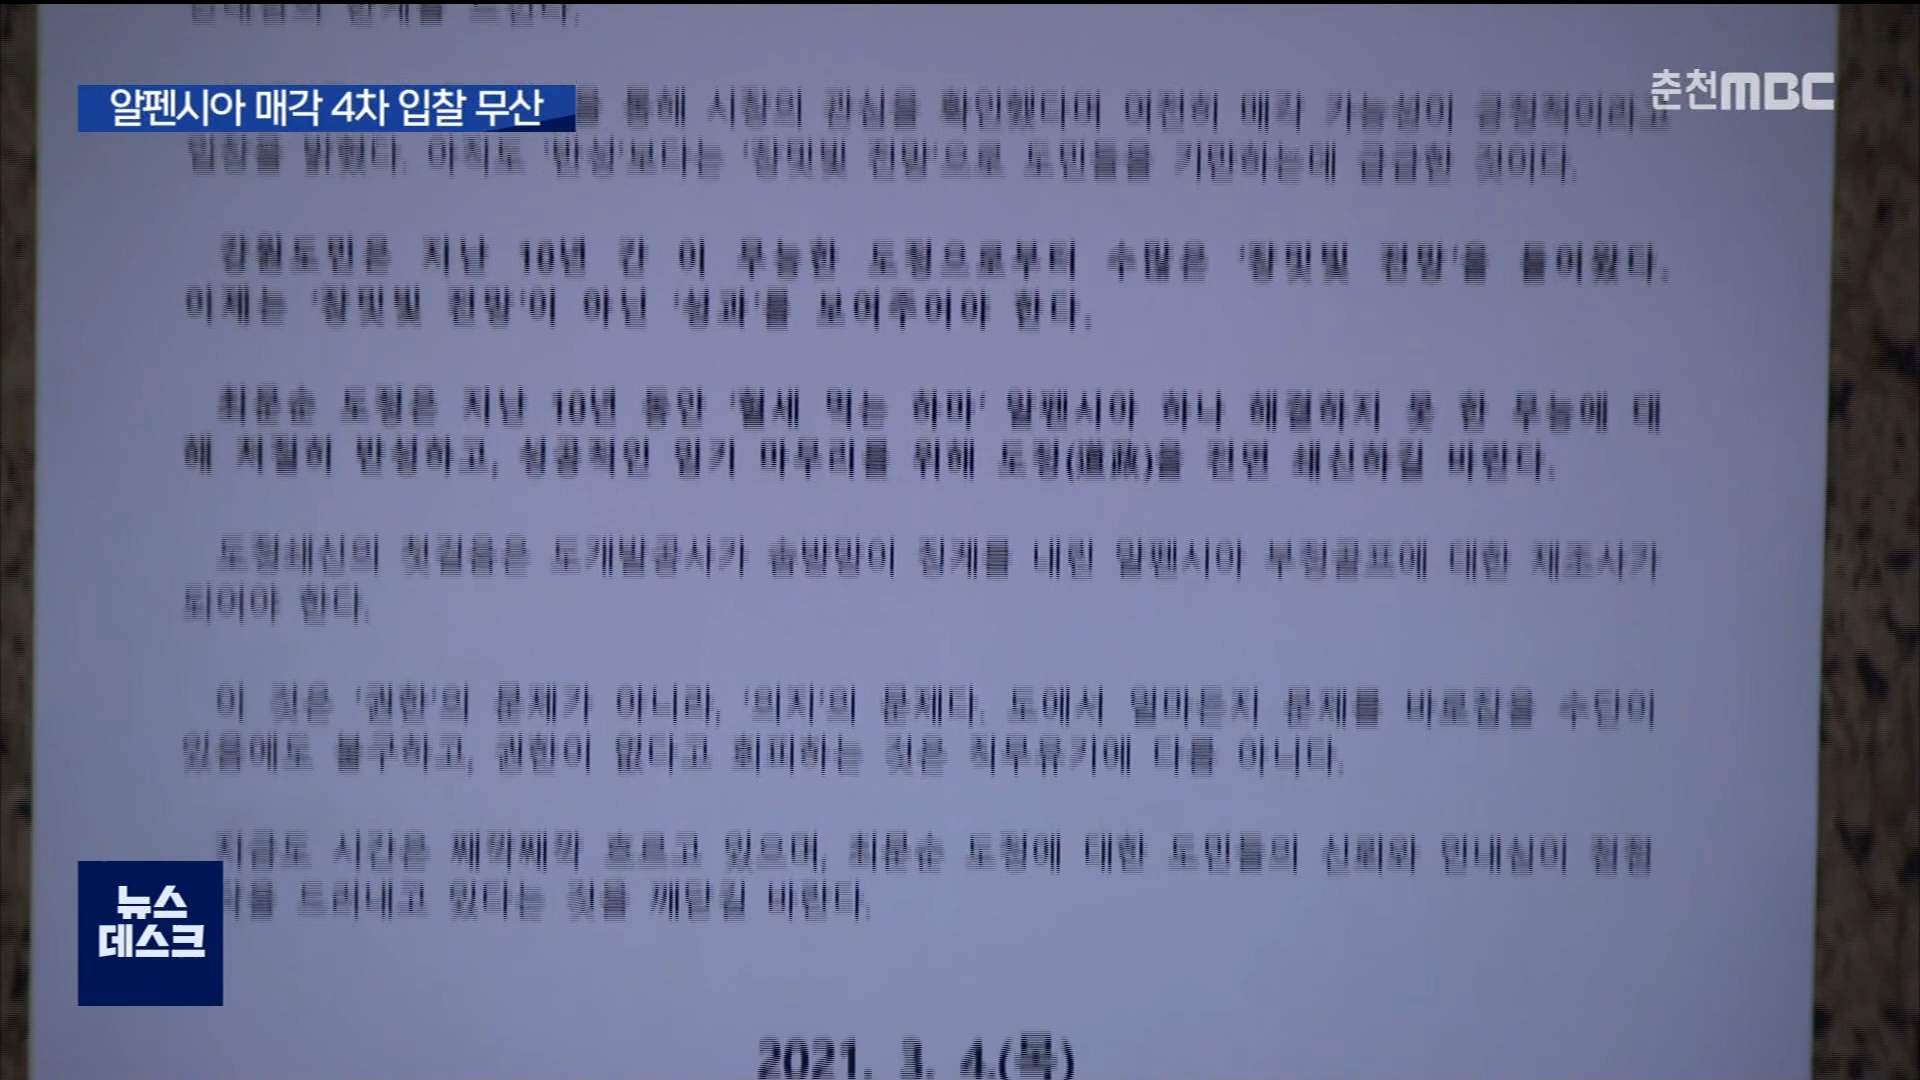 알펜시아 매각 4차 입찰 무산
춘천MBC
를 통해 시장의 관심을 확인했다며 여전히 매각 가능성이 긍정적이라고
입장을 밝혔다. 아직도 '반성'보다는 '장밋빛 전망'으로 도민들을 기만하는데 급급한 것이다.
강원도민은 지난 10년 간 이 무능한 도정으로부터 수많은 '장밋빛 전망'을 들어왔다.
이제는 '장밋빛 전망'이 아닌 '성과'를 보여주어야 한다.
최문순 도정은 지난 10년 동안 '혈세 먹는 하마' 알펜시아 하나 해결하지 못 한 무능에 대
해 처절히 반성하고, 성공적인 임기 마무리를 위해 도정(道政)을 전면 쇄신하길 바란다.
도정쇄신의 첫걸음은 도개발공사가 솜방망이 징계를 내린 알펜시아 부정골프에 대한 재조사가
되어야 한다.
이 것은 '권한'의 문제가 아니라, '의지'의 문제다. 도에서 얼마든지 문제를 바로잡을 수단이
있음에도 불구하고, 권한이 없다고 회피하는 것은 직무유기에 다름 아니다.
지금도 시간은 째깍째깍 흐르고 있으며, 최문순 도정에 대한 도민들의 신뢰와 인내심이 점점
를 드러내고 있다는 것을 깨닫길 바란다.
뉴스
데스크
2021. 3. 4.(목)